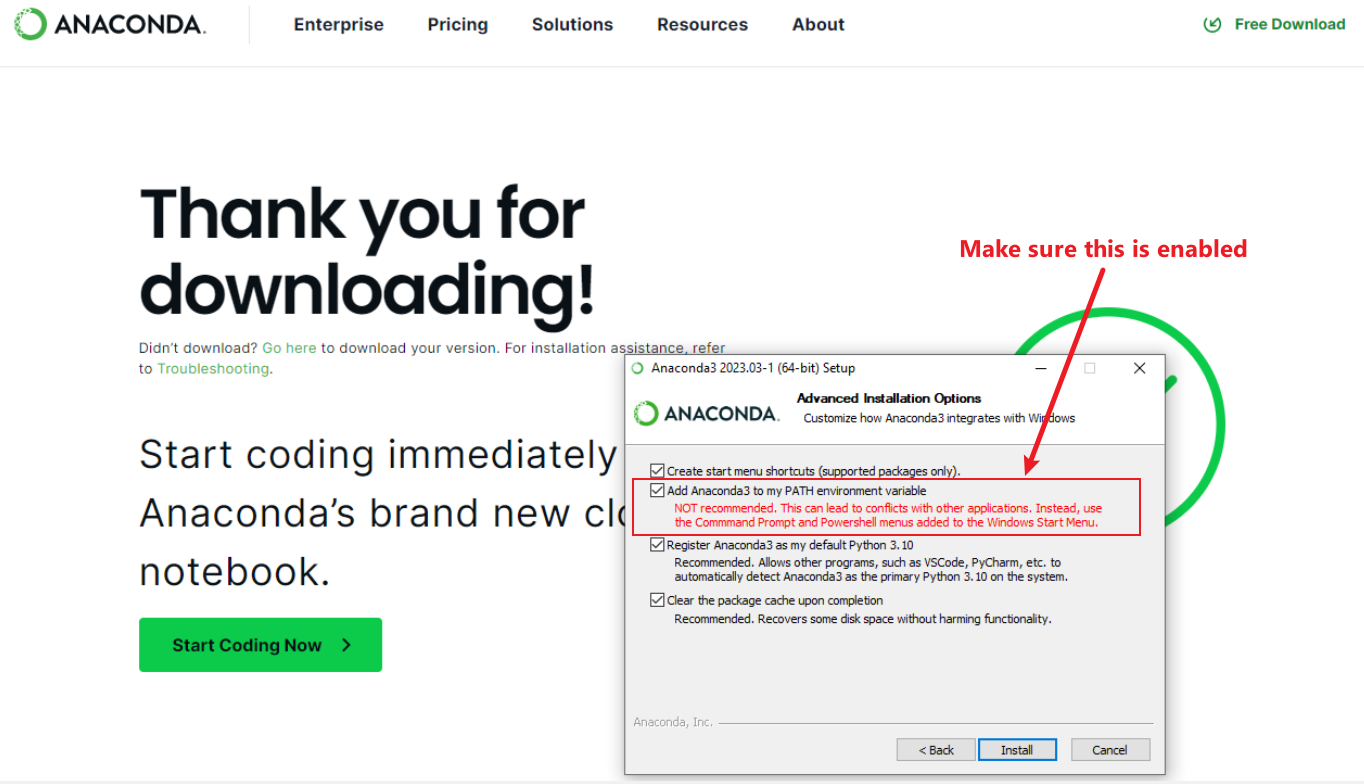 ANACONDA.
Enterprise
Pricing
Solutions
Resources
About
Free Download
Thank you for
downloading!
Didn't download? Go here to download your version. For installation assistance, refer
to Troubleshooting.
Start coding immediately
Anaconda's brand new clo
notebook.
Start Coding Now
Make sure this is enabled
Anaconda3 2023.03-1 (64-bit) Setup
ANACONDA.
Advanced Installation Options
Customize how Anaconda3 integrates with Windows
Create start menu shortcuts (supported packages only).
Add Anaconda3 to my PATH environment variable
NOT recommended. This can lead to conflicts with other applications. Instead, use
the Commmand Prompt and Powershell menus added to the Windows Start Menu.
Register Anaconda3 as my default Python 3.10
Recommended. Allows other programs, such as VSCode, PyCharm, etc. to
automatically detect Anaconda3 as the primary Python 3.10 on the system.
Clear the package cache upon completion
Recommended. Recovers some disk space without harming functionality.
Anaconda, Inc.
< Back
Install
Cancel